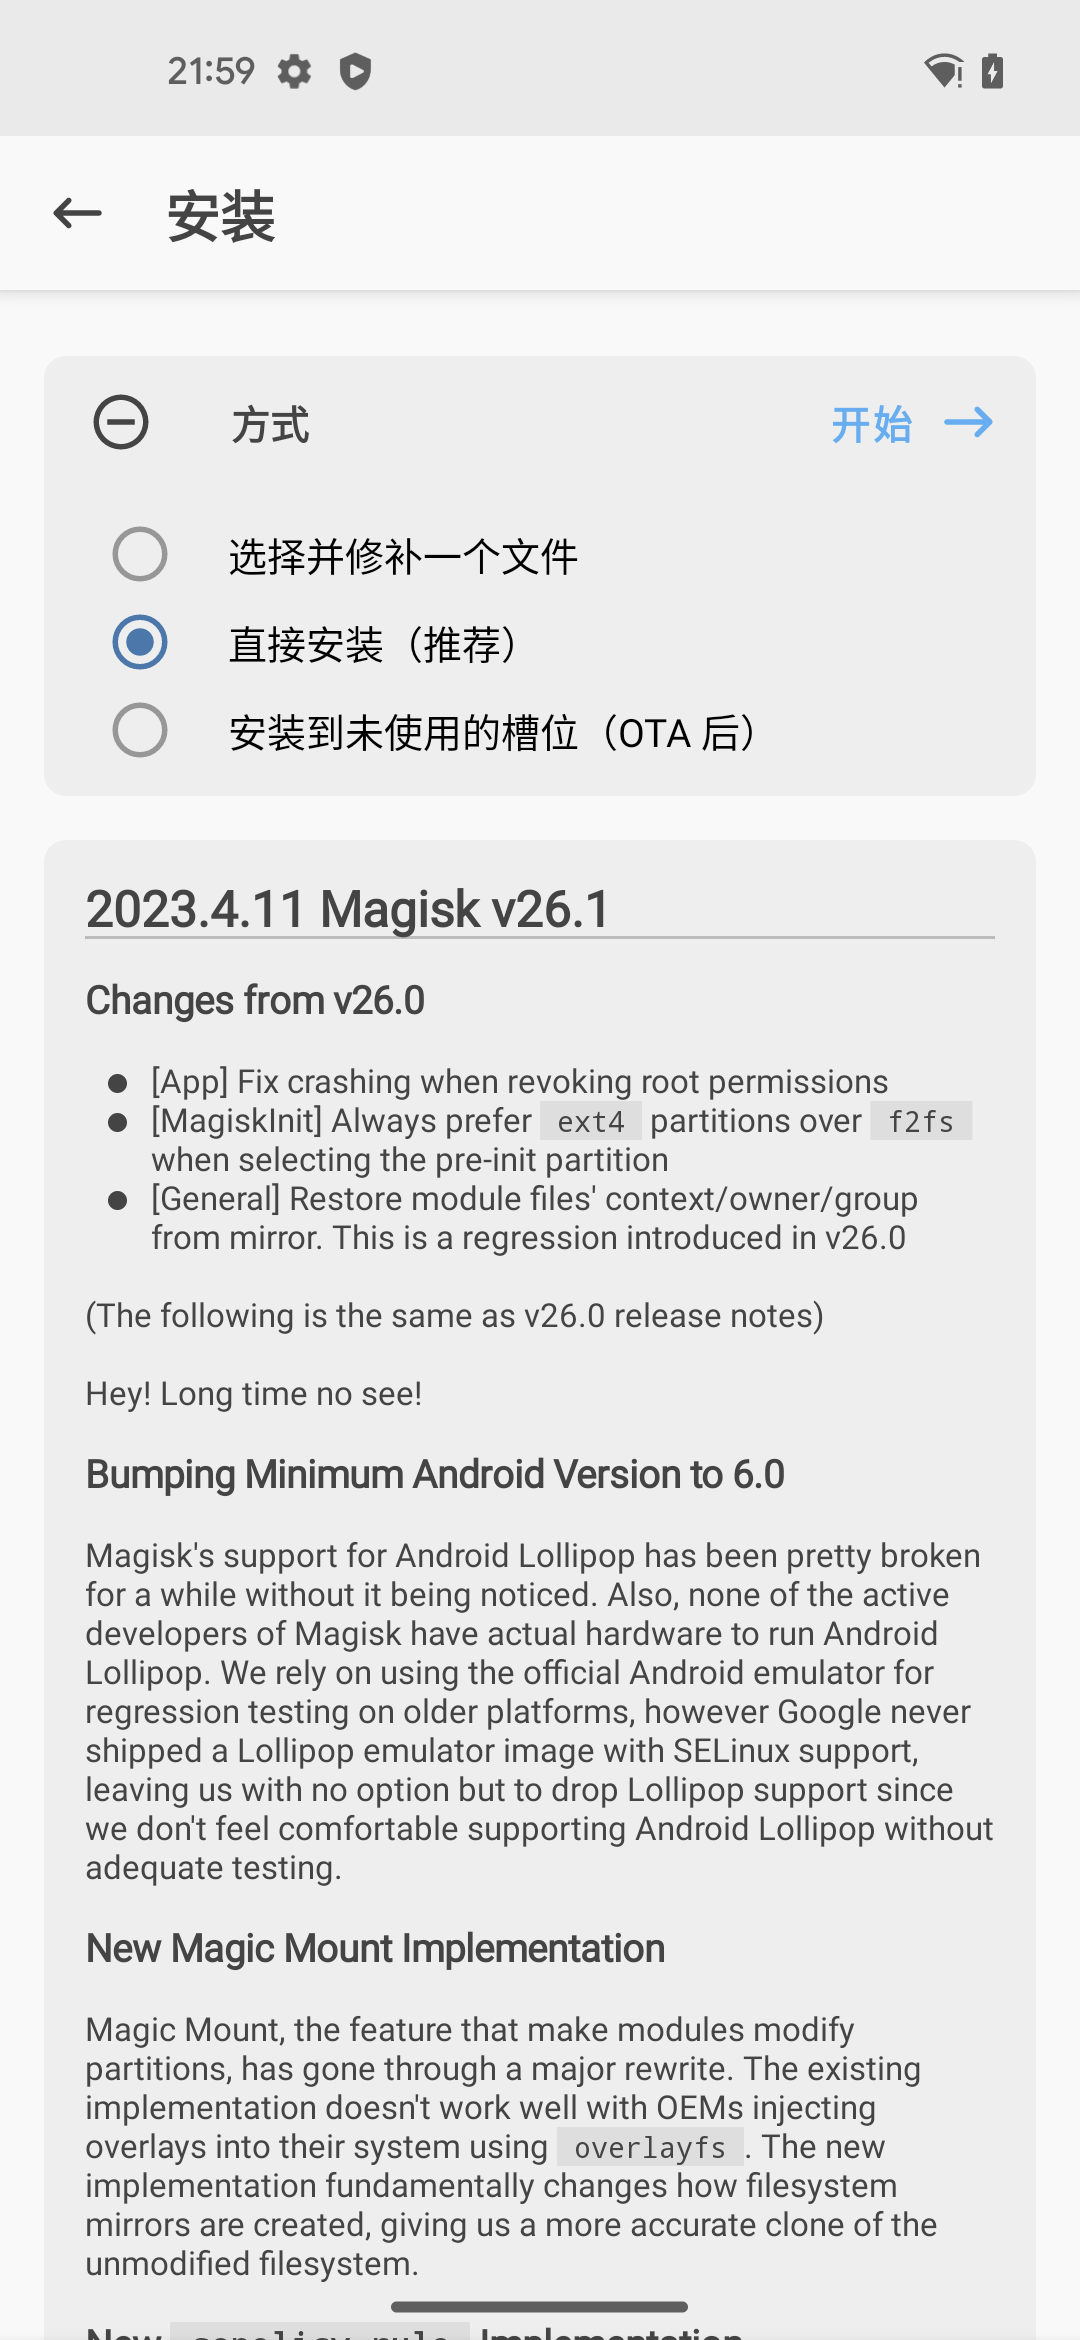 21:59
安装
方式
开始
选择并修补一个文件
直接安装（推荐）
安装到未使用的槽位（OTA 后）
2023.4.11 Magisk v26.1
Changes from v26.0
[App] Fix crashing when revoking root permissions
[MagiskInit] Always prefer ext4 partitions over f2fs
when selecting the pre-init partition
[General] Restore module files' context/owner/group
from mirror. This is a regression introduced in v26.0
(The following is the same as v26.0 release notes)
Hey! Long time no see!
Bumping Minimum Android Version to 6.0
Magisk's support for Android Lollipop has been pretty broken
for a while without it being noticed. Also, none of the active
developers of Magisk have actual hardware to run Android
Lollipop. We rely on using the official Android emulator for
regression testing on older platforms, however Google never
shipped a Lollipop emulator image with SELinux support,
leaving us with no option but to drop Lollipop support since
we don't feel comfortable supporting Android Lollipop without
adequate testing.
New Magic Mount Implementation
Magic Mount, the feature that make modules modify
partitions, has gone through a major rewrite. The existing
implementation doesn't work well with OEMs injecting
overlays into their system using overlayfs. The new
implementation fundamentally changes how filesystem
mirrors are created, giving us a more accurate clone of the
unmodified filesystem.
New sepolicy.rule Implementation